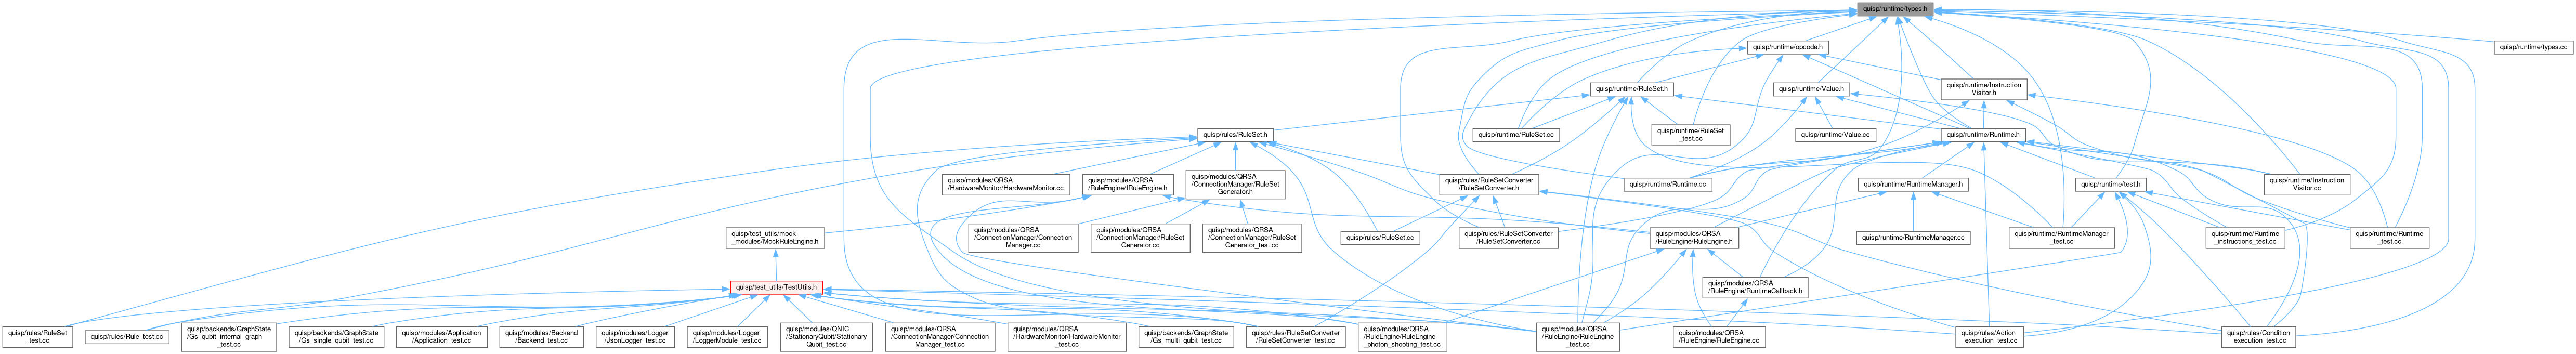 quisp/runtime/types.h
quisp/runtime/opcode.h
quisp/runtime/types.cc
quisp/runtime/RuleSet.h
quisp/runtime/Value.h
quisp/runtime/Instruction
Visitor.h
quisp/rules/RuleSet.h
quisp/runtime/RuleSet.cc
quisp/runtime/RuleSet
_test.cc
quisp/runtime/Value.cc
quisp/runtime/Runtime.h
quisp/modules/QRSA
/HardwareMonitor/HardwareMonitor.cc
quisp/modules/QRSA
/RuleEngine/IRuleEngine.h
quisp/modules/QRSA
/ConnectionManager/RuleSet
Generator.h
quisp/rules/RuleSetConverter
/RuleSetConverter.h
quisp/runtime/Runtime.cc
quisp/runtime/RuntimeManager.h
quisp/runtime/test.h
quisp/runtime/Instruction
Visitor.cc
quisp/test_utils/mock
_modules/MockRuleEngine.h
quisp/modules/QRSA
/ConnectionManager/Connection
Manager.cc
quisp/modules/QRSA
/ConnectionManager/RuleSet
Generator.cc
quisp/modules/QRSA
/ConnectionManager/RuleSet
Generator_test.cc
quisp/rules/RuleSet.cc
quisp/rules/RuleSetConverter
/RuleSetConverter.cc
quisp/modules/QRSA
/RuleEngine/RuleEngine.h
quisp/runtime/RuntimeManager.cc
quisp/runtime/RuntimeManager
_test.cc
quisp/runtime/Runtime
_instructions_test.cc
quisp/runtime/Runtime
_test.cc
quisp/test_utils/TestUtils.h
quisp/modules/QRSA
/RuleEngine/RuntimeCallback.h
quisp/rules/RuleSet
_test.cc
quisp/rules/Rule_test.cc
quisp/backends/GraphState
/Gs_qubit_internal_graph
_test.cc
quisp/backends/GraphState
/Gs_single_qubit_test.cc
quisp/modules/Application
/Application_test.cc
quisp/modules/Backend
/Backend_test.cc
quisp/modules/Logger
/JsonLogger_test.cc
quisp/modules/Logger
/LoggerModule_test.cc
quisp/modules/QNIC
/StationaryQubit/Stationary
Qubit_test.cc
quisp/modules/QRSA
/ConnectionManager/Connection
Manager_test.cc
quisp/modules/QRSA
/HardwareMonitor/HardwareMonitor
_test.cc
quisp/backends/GraphState
/Gs_multi_qubit_test.cc
quisp/rules/RuleSetConverter
/RuleSetConverter_test.cc
quisp/modules/QRSA
/RuleEngine/RuleEngine
_photon_shooting_test.cc
quisp/modules/QRSA
/RuleEngine/RuleEngine
_test.cc
quisp/modules/QRSA
/RuleEngine/RuleEngine.cc
quisp/rules/Action
_execution_test.cc
quisp/rules/Condition
_execution_test.cc